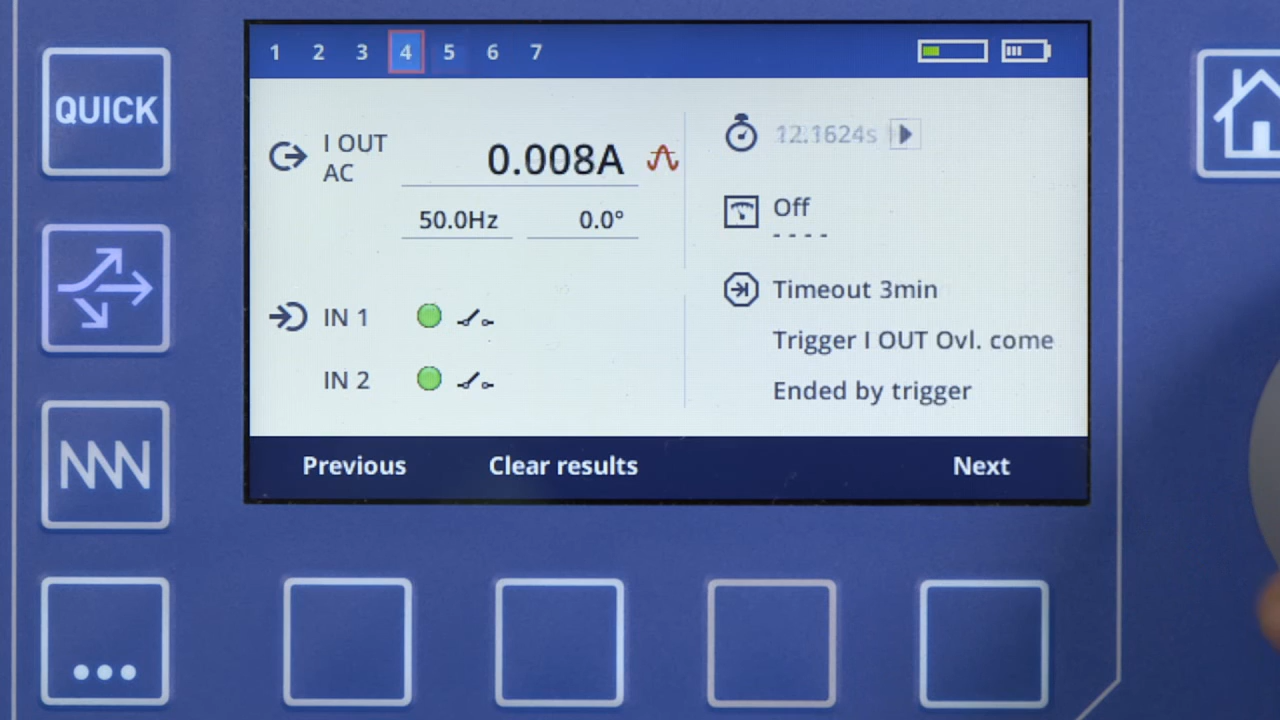 1 2 3 4 5 6 7
QUICK
I OUT
AC
0.008A
50.0Hz 0.0°
IN 1
IN 2
12.1624s
Off
- - - -
Timeout 3min
Trigger I OUT Ovl. come
Ended by trigger
Previous Clear results Next